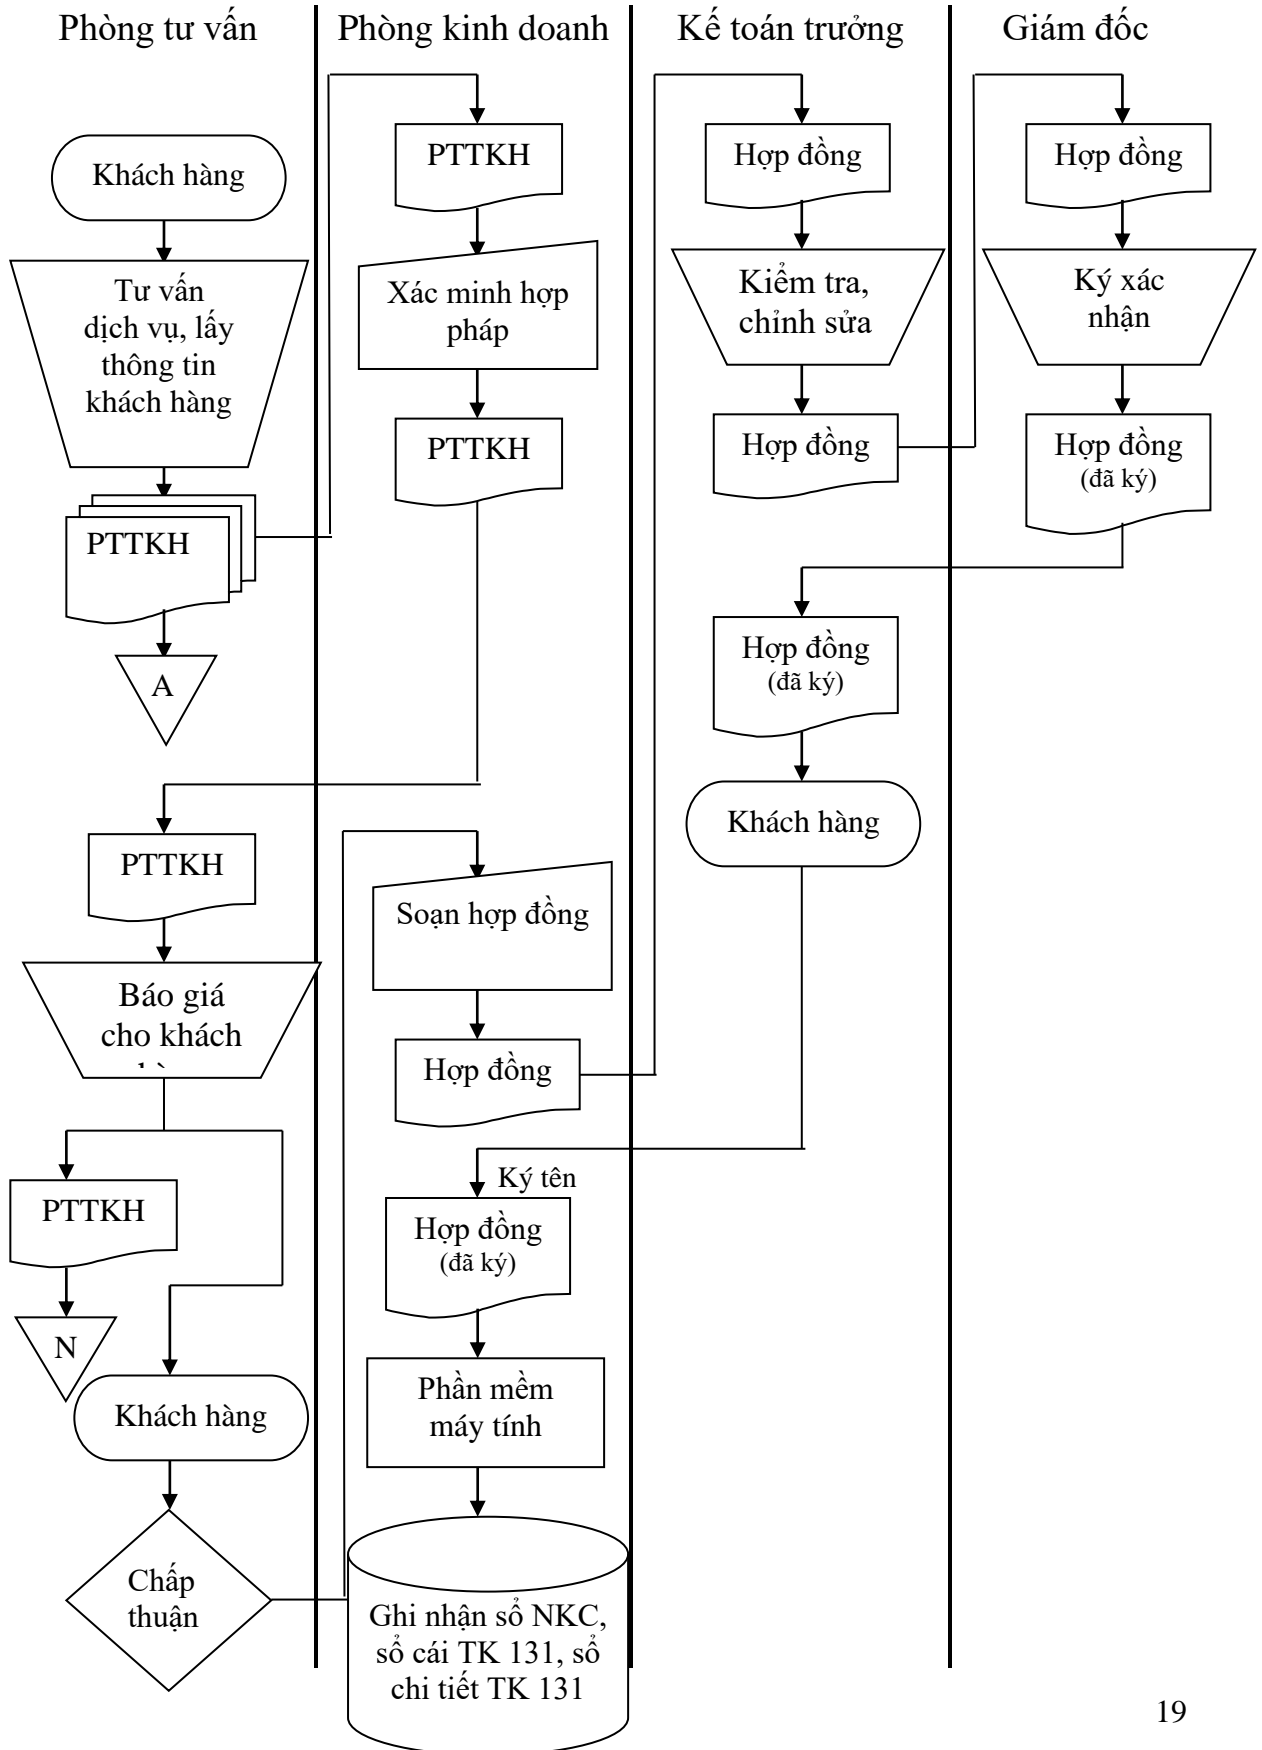 Phòng tư vấn
Phòng kinh doanh
Kế toán trưởng
Giám đốc
Khách hàng
Tư vấn
dịch vụ, lấy
thông tin
khách hàng
PTTKH
A
PTTKH
Báo giá
cho khách
PTTKH
N
Khách hàng
Chấp
thuận
PTTKH
Xác minh hợp
pháp
PTTKH
Soạn hợp đồng
Hợp đồng
Ký tên
Hợp đồng
(đã ký)
Phần mềm
máy tính
Ghi nhận sổ NKC,
sổ cái TK 131, sổ
chi tiết TK 131
Hợp đồng
Kiểm tra,
chỉnh sửa
Hợp đồng
Hợp đồng
(đã ký)
Khách hàng
Hợp đồng
Ký xác
nhận
Hợp đồng
(đã ký)
19